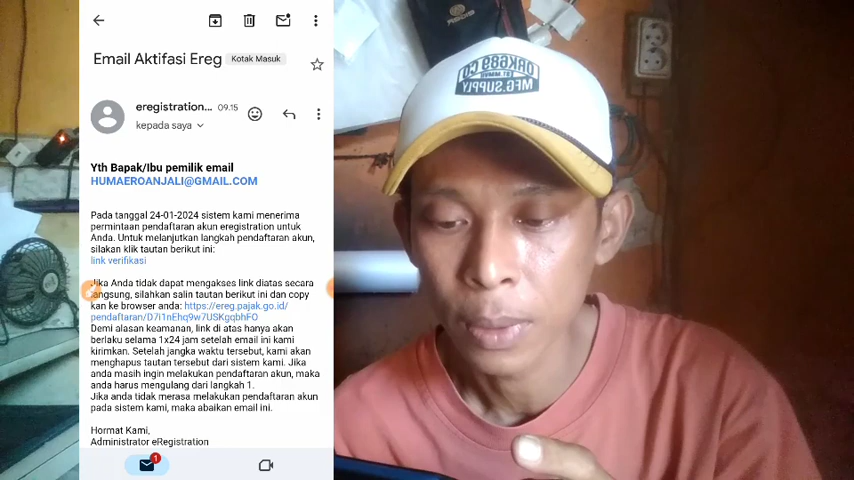 Email Aktifasi Ereg Kotak Masuk
eregistration... 09.15
kepada saya
Yth Bapak/Ibu pemilik email
HUMAEROANJALI@GMAIL.COM
Pada tanggal 24-01-2024 sistem kami menerima
permintaan pendaftaran akun eregistration untuk
Anda. Untuk melanjutkan langkah pendaftaran akun,
silakan klik tautan berikut ini:
link verifikasi
Jika Anda tidak dapat mengakses link diatas secara
langsung, silahkan salin tautan berikut ini dan copy
kan ke browser anda: https://ereg.pajak.go.id/
pendaftaran/D7i1nEhq9w7USKgqbhFO
Demi alasan keamanan, link di atas hanya akan
berlaku selama 1x24 jam setelah email ini kami
kirimkan. Setelah jangka waktu tersebut, kami akan
menghapus tautan tersebut dari sistem kami. Jika
anda masih ingin melakukan pendaftaran akun, maka
anda harus mengulang dari langkah 1.
Jika anda tidak merasa melakukan pendaftaran akun
pada sistem kami, maka abaikan email ini.
Hormat Kami,
Administrator eRegistration
1
ORK689 CO
MFG.SUPPLY